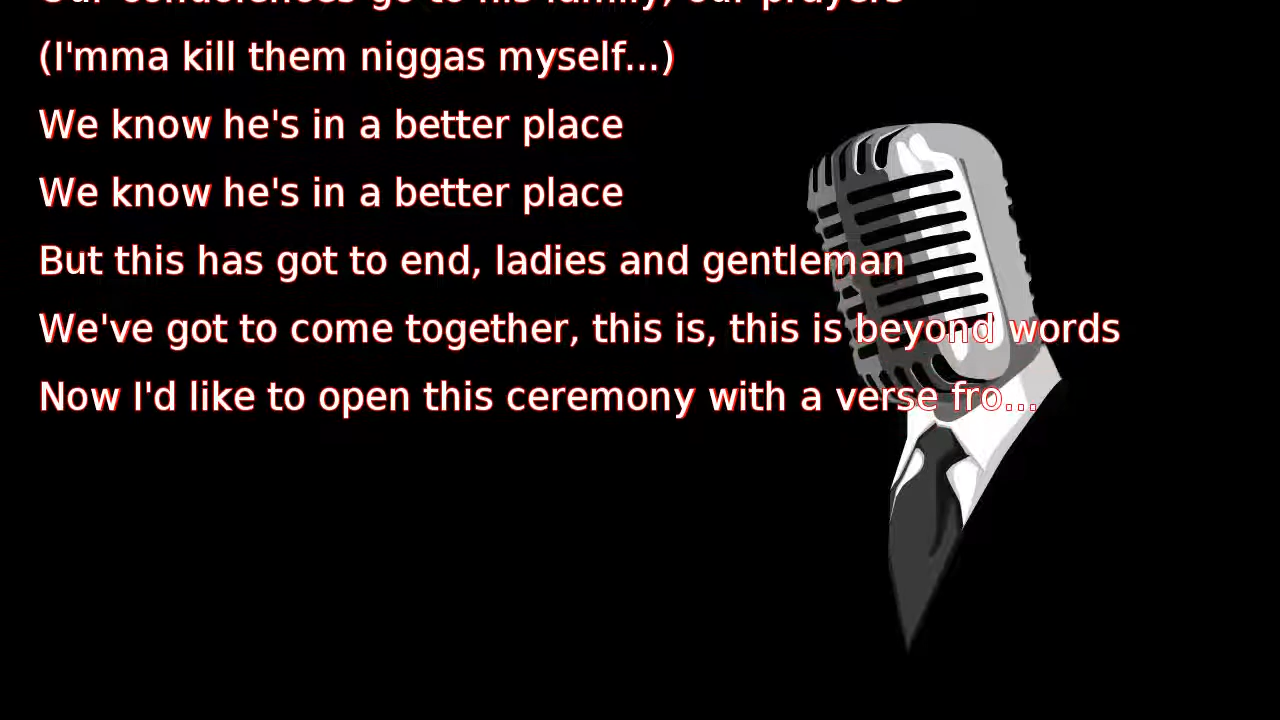 Our condolences go to his family, our prayers
(I'mma kill them niggas myself...)
We know he's in a better place
We know he's in a better place
But this has got to end, ladies and gentleman
We've got to come together, this is, this is beyond words
Now I'd like to open this ceremony with a verse fro...